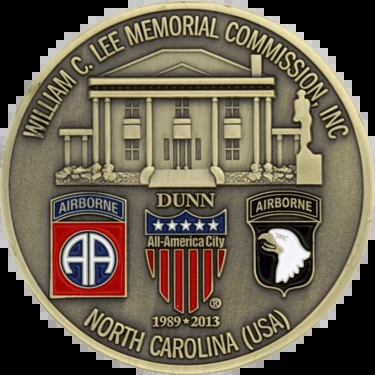 WILLIAM C. LEE MEMORIAL COMMISSION, INC
DUNN
AIRBORNE
AIRBORNE
All-America City
AA
®
1989★2013
NORTH CAROLINA (USA)